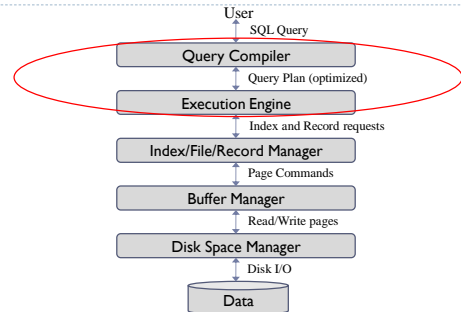 User
SQL Query
Query Compiler
Query Plan (optimized)
Execution Engine
Index and Record requests
Index/File/Record Manager
Page Commands
Buffer Manager
Read/Write pages
Disk Space Manager
Disk I/O
Data